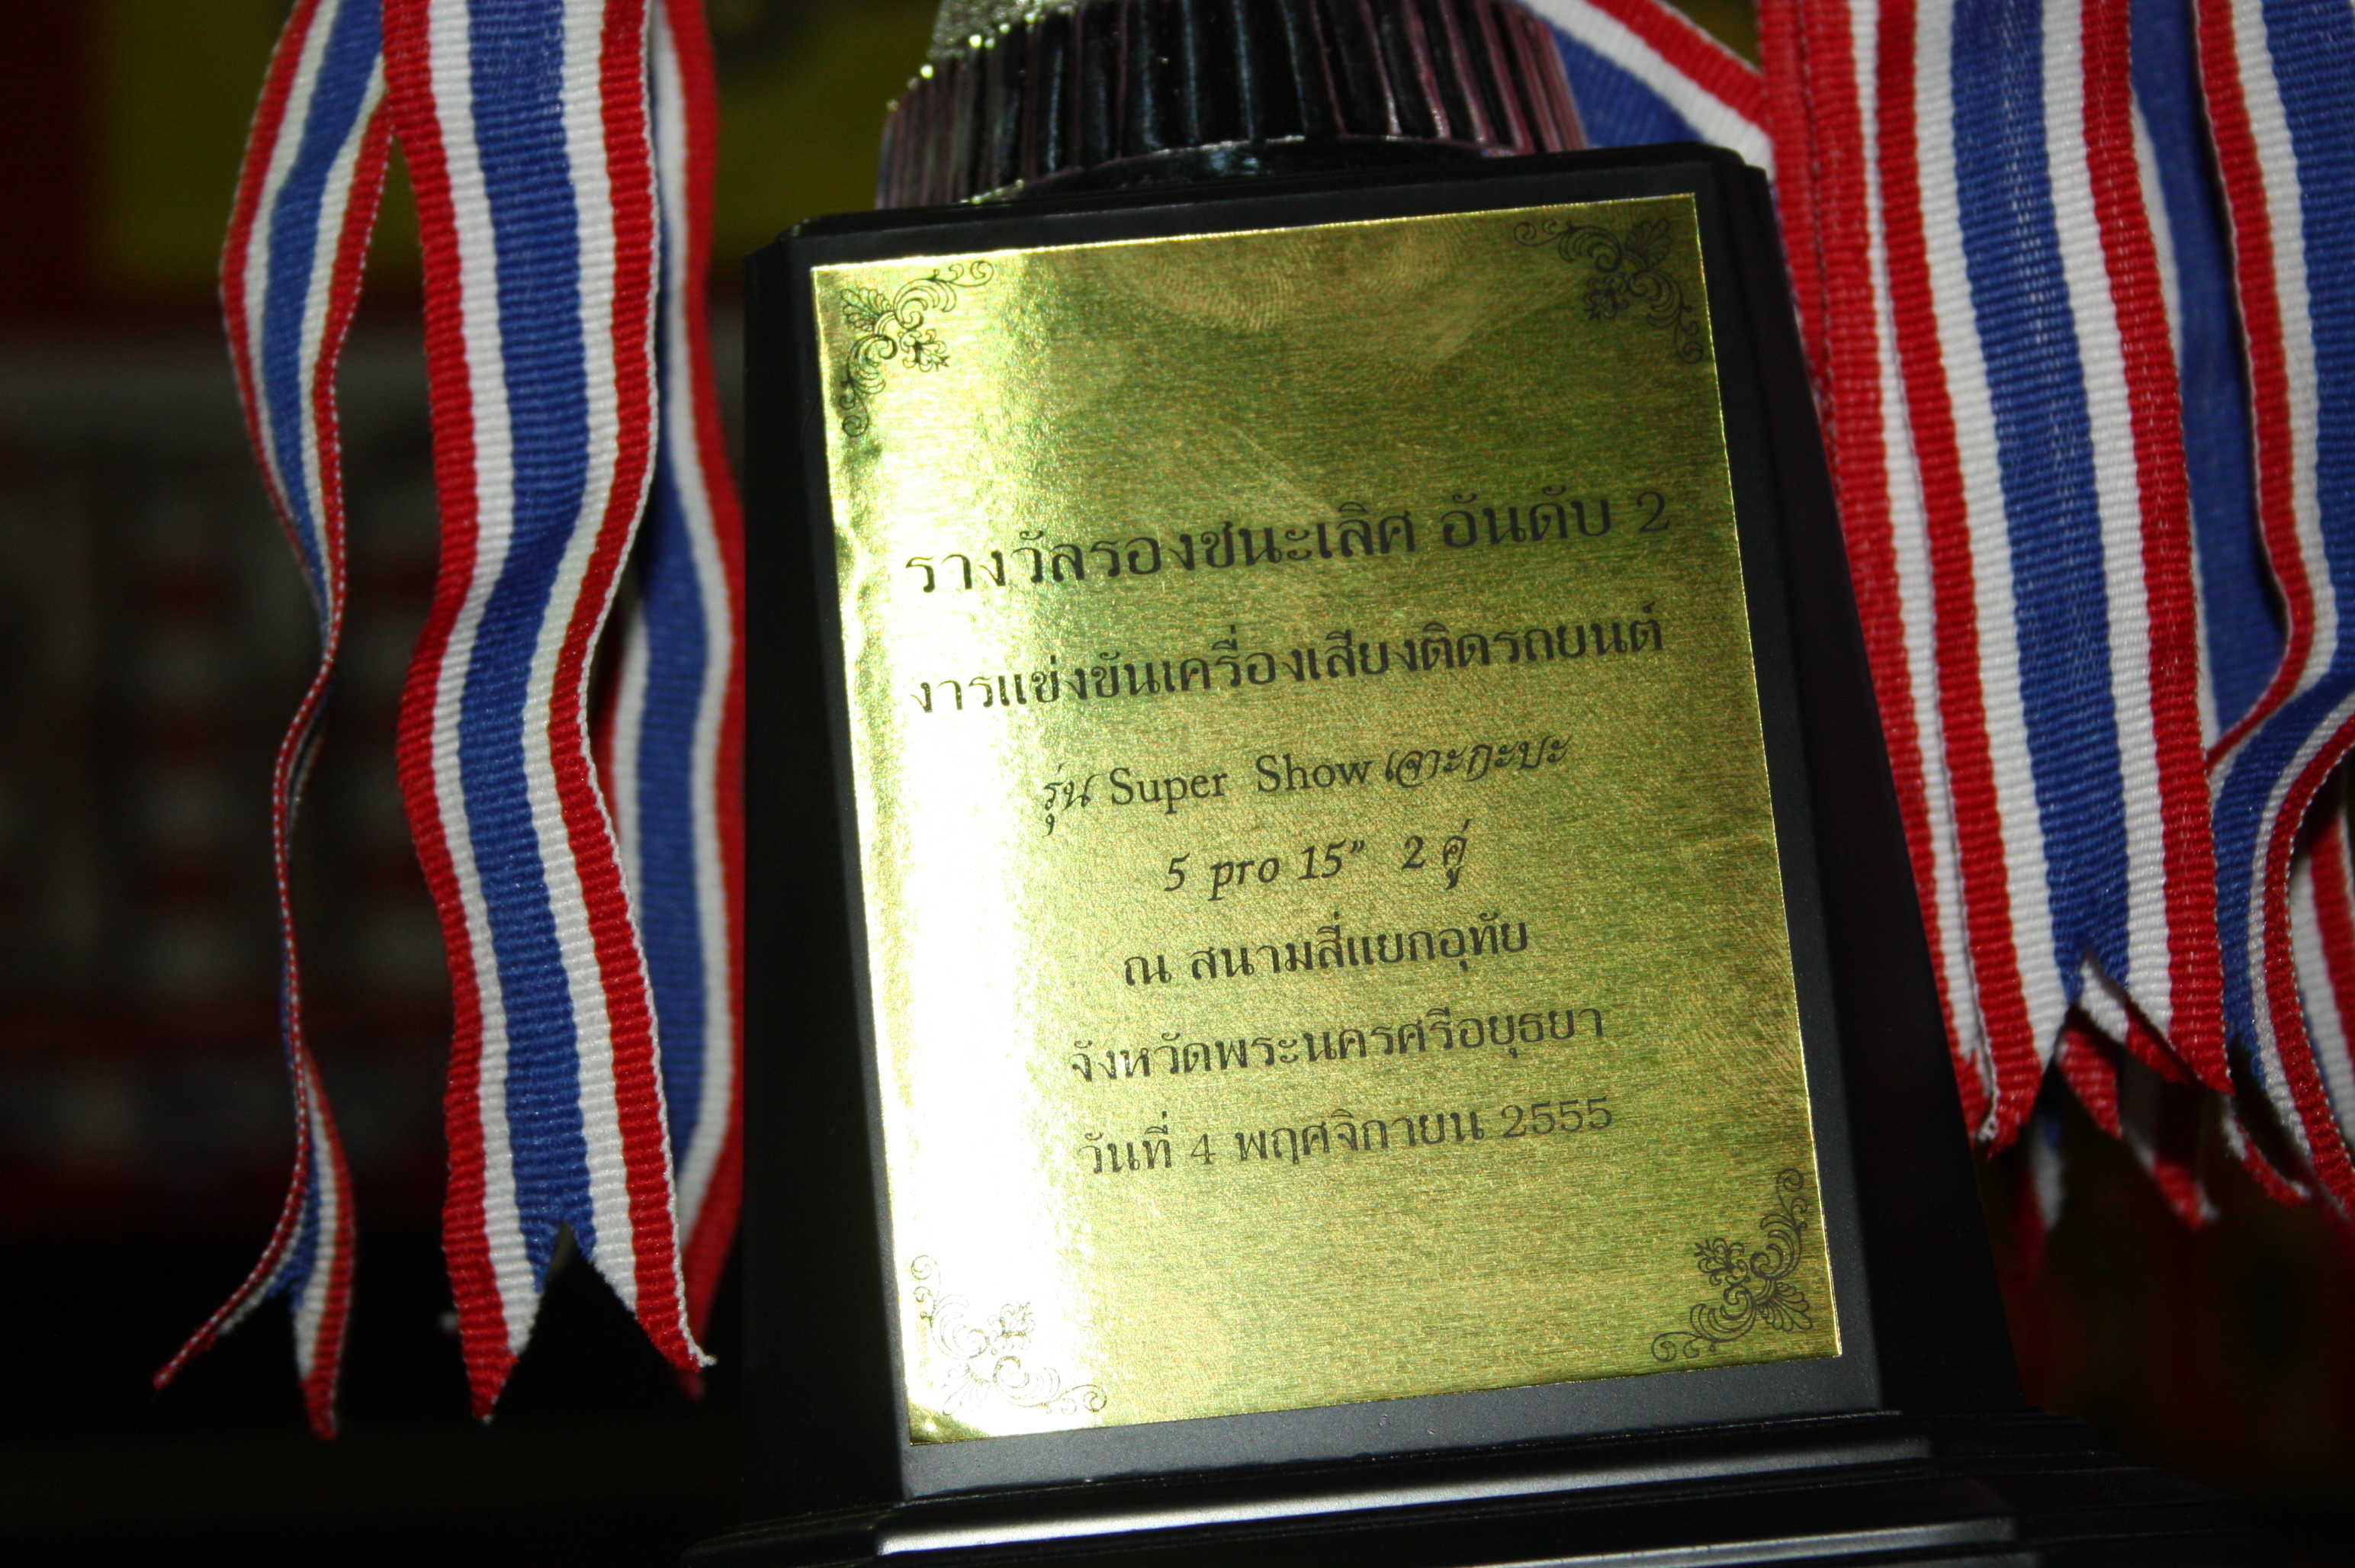 รางวัลรองชนะเลิศ อันดับ 2
งารแข่งขันเครื่องเสียงติดรถยนต์
รุ่น Super Show เจาะกะบะ
5 pro 15” 2 คู่
ณ สนามสี่แยกอุทัย
จังหวัดพระนครศรีอยุธยา
วันที่ 4 พฤศจิกายน 2555